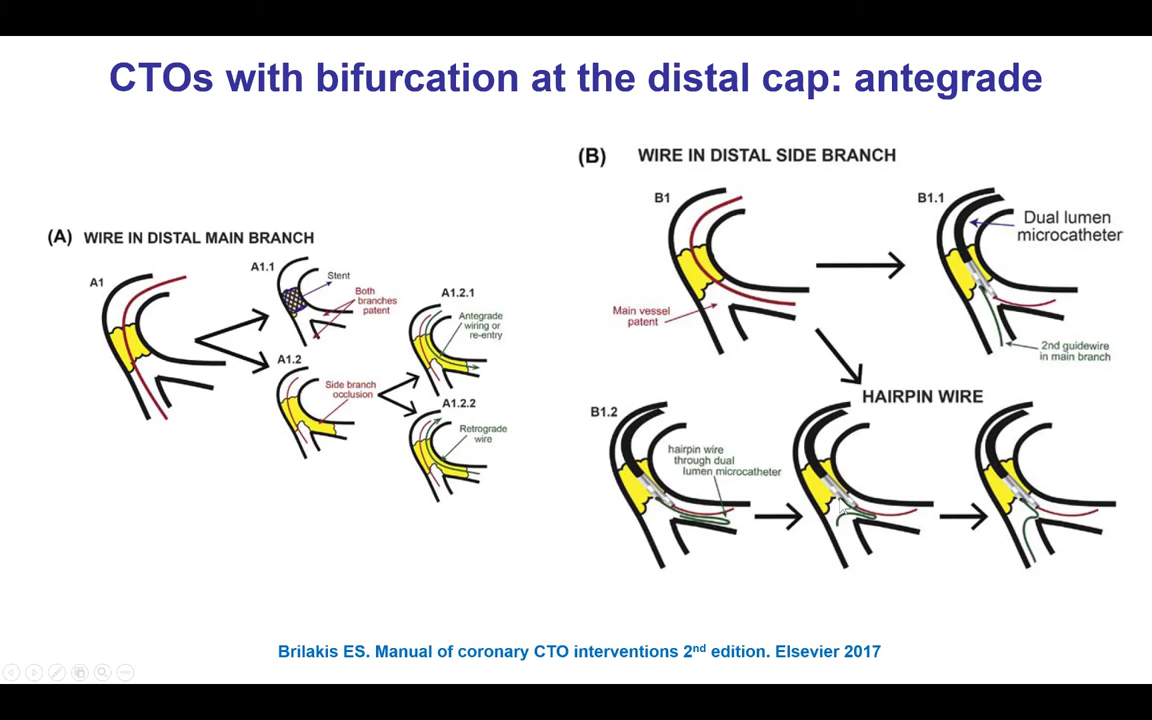 CTOs with bifurcation at the distal cap: antegrade
(A) WIRE IN DISTAL MAIN BRANCH
A1
A1.1
Stent
Both
branches
patent
A1.2
Side branch
occlusion
A1.2.1
Antegrade
wiring or
re-entry
A1.2.2
Retrograde
wire
(B) WIRE IN DISTAL SIDE BRANCH
B1
Main vessel
patent
B1.1
Dual lumen
microcatheter
2nd guidewire
in main branch
HAIRPIN WIRE
B1.2
hairpin wire
through dual
lumen microcatheter
Brilakis ES. Manual of coronary CTO interventions 2nd edition. Elsevier 2017